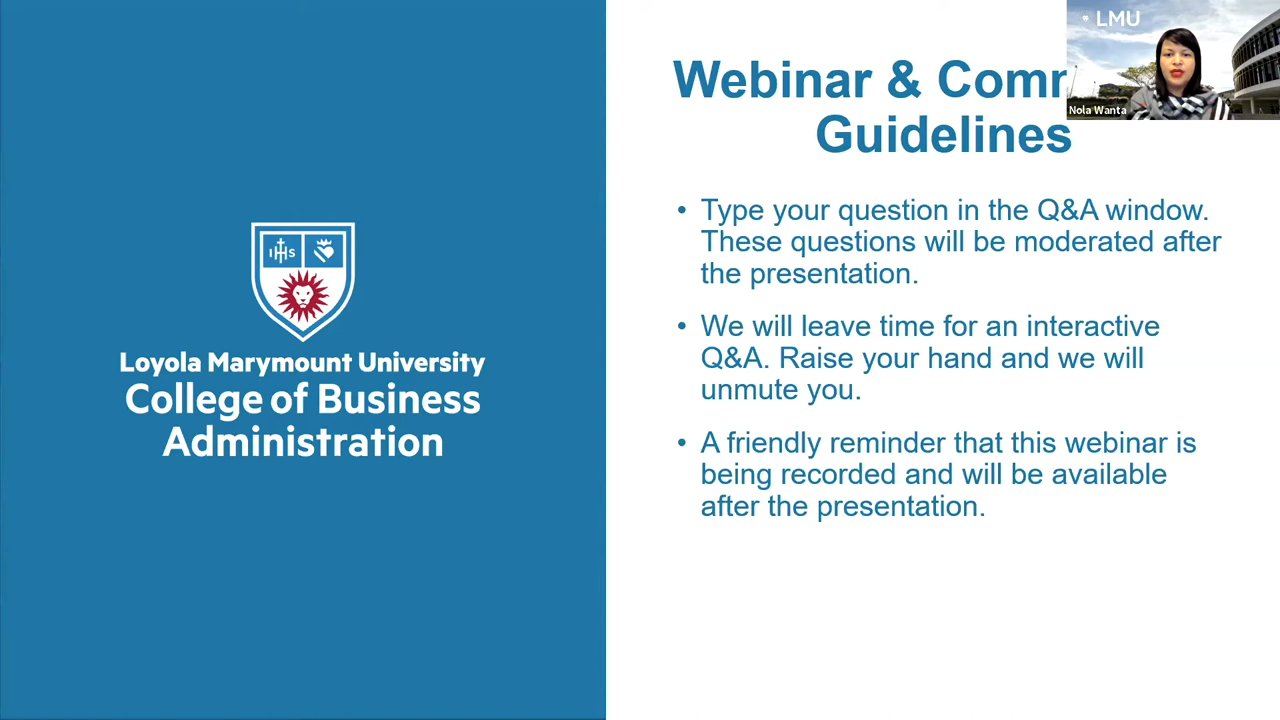 LMU
Nola Wanta
Webinar &
Guidelines
• Type your question in the Q&A window.
These questions will be moderated after
the presentation.
• We will leave time for an interactive
Q&A. Raise your hand and we will
unmute you.
• A friendly reminder that this webinar is
being recorded and will be available
after the presentation.
IHS
Loyola Marymount University
College of Business
Administration